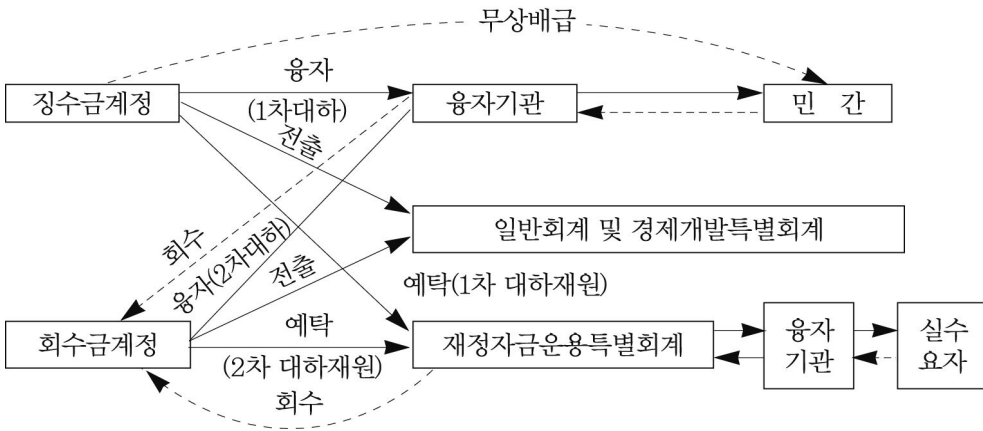 무상배급
융자
징수금계정
융자기관
민 간
(1차대하)
전출
일반회계 및 경제개발특별회계
회수
융자(2차대하)
전출
예탁(1차 대하재원)
예탁
회수금계정
재정자금운용특별회계
융자
기관
실수
요자
(2차 대하재원)
회수